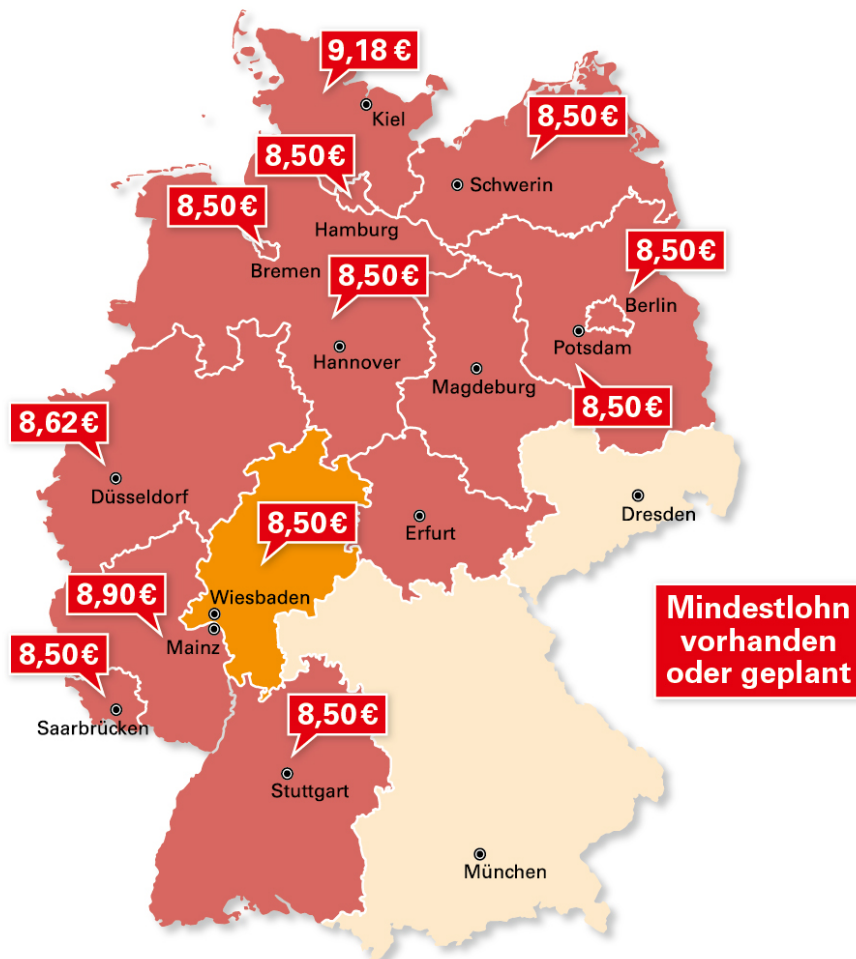 9,18 €
Kiel
8,50 €
Schwerin
8,50 €
Hamburg
8,50 €
Bremen
8,50 €
Hannover
8,50 €
Berlin
Potsdam
8,50 €
Magdeburg
8,62 €
Düsseldorf
Erfurt
Dresden
8,50 €
Wiesbaden
8,90 €
Mainz
8,50 €
Saarbrücken
Mindestlohn
vorhanden
oder geplant
8,50 €
Stuttgart
München